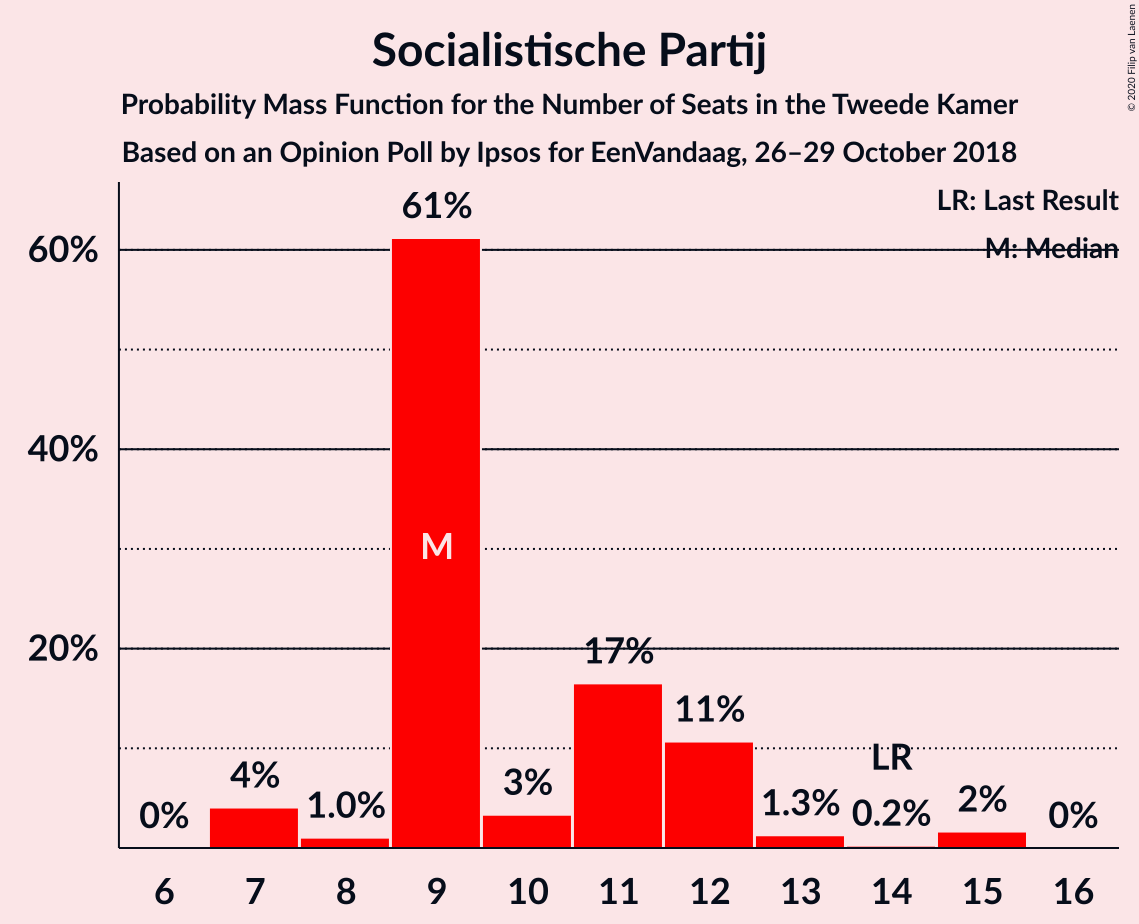 Socialistische Partij
Probability Mass Function for the Number of Seats in the Tweede Kamer
Based on an Opinion Poll by Ipsos for EenVandaag, 26–29 October 2018
© 2020 Filip van Laenen
LR: Last Result
M: Median
60%
40%
20%
0%
4%
1.0%
61%
M
3%
17%
11%
1.3%
LR
0.2%
2%
0%
6 7 8 9 10 11 12 13 14 15 16